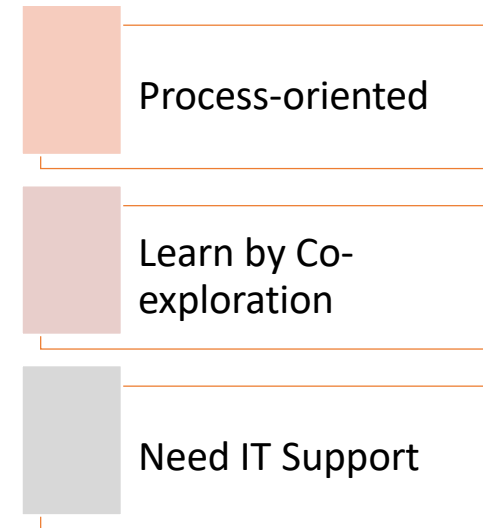 Process-oriented
Learn by Co-
exploration
Need IT Support